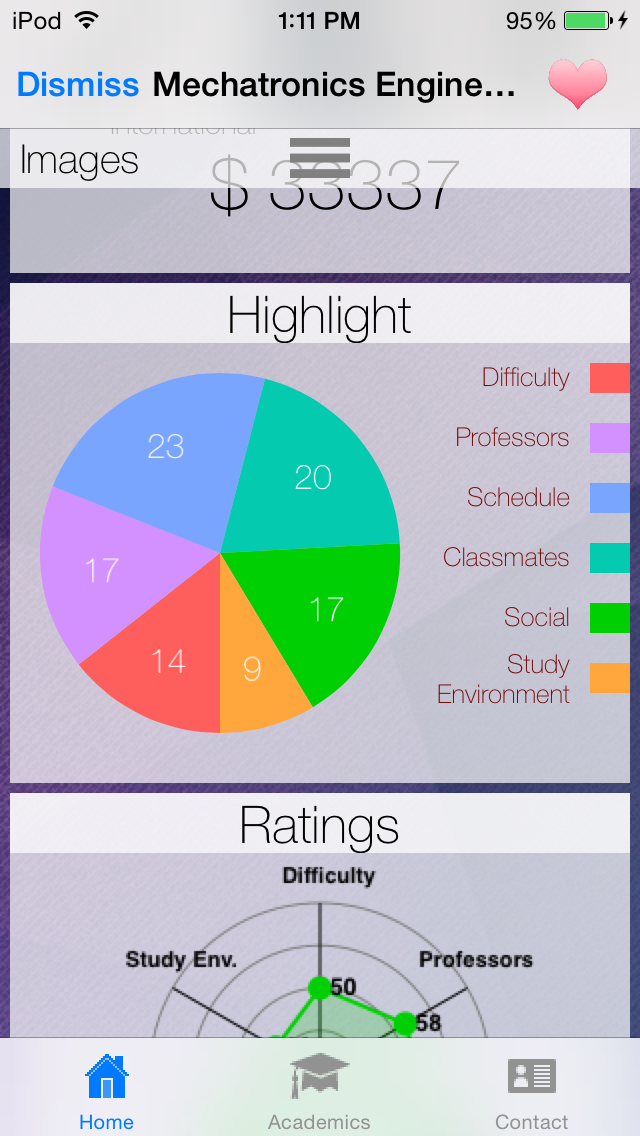 iPod 1:11 PM 95%
Dismiss Mechatronics Engine...
International
Images
$ 33337
Highlight
Difficulty
Professors
Schedule
Classmates
Social
Study
Environment
23
20
17
17
14
9
Ratings
Difficulty
Study Env.
Professors
50
58
Home
Academics
Contact